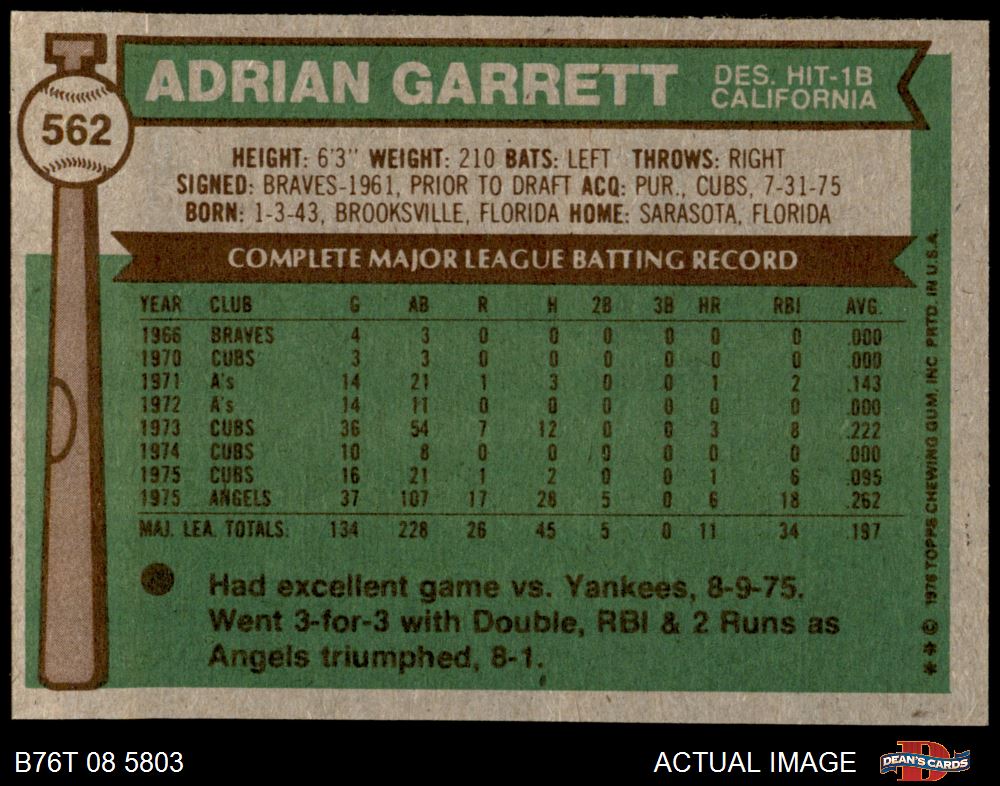 T
562
ADRIAN GARRETT
DES. HIT-1B
CALIFORNIA
HEIGHT: 6'3" WEIGHT: 210 BATS: LEFT THROWS: RIGHT
SIGNED: BRAVES-1961, PRIOR TO DRAFT ACQ: PUR., CUBS, 7-31-75
BORN: 1-3-43, BROOKSVILLE, FLORIDA HOME: SARASOTA, FLORIDA
COMPLETE MAJOR LEAGUE BATTING RECORD
YEAR CLUB G AB R H 2B 3B HR RBI AVG.
1966 BRAVES 4 3 0 0 0 0 0 0 .000
1970 CUBS 3 3 0 0 0 0 0 0 .000
1971 A's 14 21 1 3 0 0 1 2 .143
1972 A's 14 11 0 0 0 0 0 0 .000
1973 CUBS 36 54 7 12 0 0 3 8 .222
1974 CUBS 10 8 0 0 0 0 0 0 .000
1975 CUBS 16 21 1 2 0 0 1 6 .095
1975 ANGELS 37 107 17 28 5 0 6 18 .262
MAJ. LEA. TOTALS: 134 228 26 45 5 0 11 34 .197
Had excellent game vs. Yankees, 8-9-75.
Went 3-for-3 with Double, RBI & 2 Runs as
Angels triumphed, 8-1.
** © 1976 TOPPS CHEWING GUM, INC PRTD. IN U.S.A.
B76T 08 5803
ACTUAL IMAGE
DEAN'S CARDS